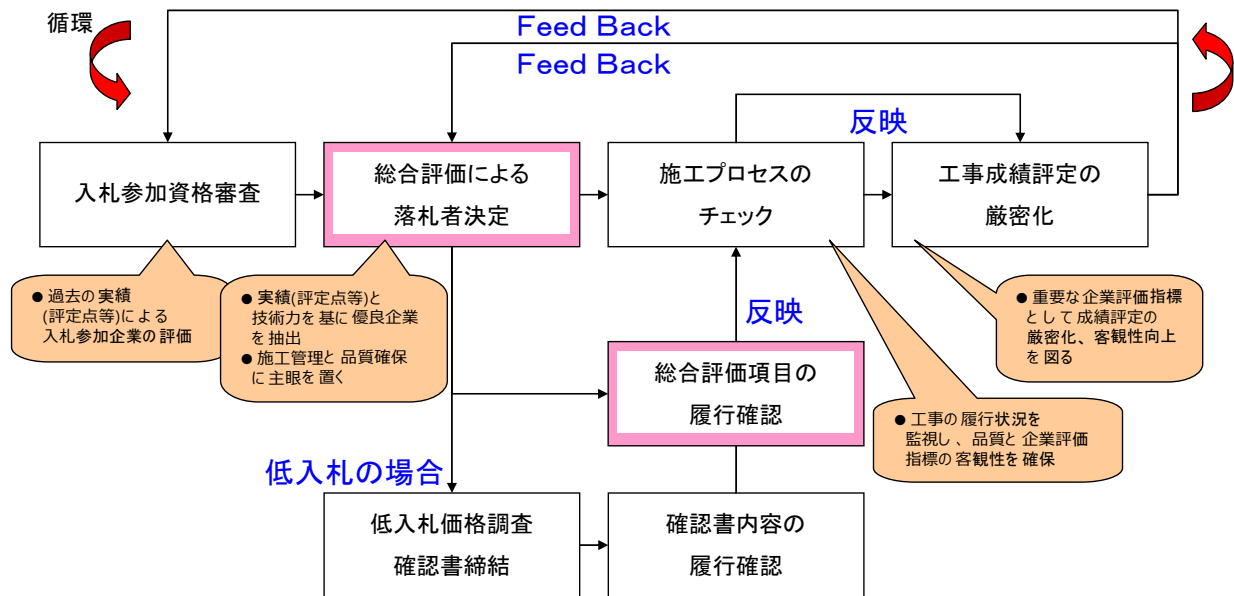 循環
Feed Back
Feed Back
反映
入札参加資格審査
総合評価による
落札者決定
施工プロセスの
チェック
工事成績評定の
厳密化
● 過去の実績
(評定点等)による
入札参加企業の評価
● 実績(評定点等)と
技術力を基に優良企業
を抽出
● 施工管理と品質確保
に主眼を置く
反映
● 重要な企業評価指標
として成績評定の
厳密化、客観性向上
を図る
総合評価項目の
履行確認
● 工事の履行状況を
監視し、品質と企業評価
指標の客観性を確保
低入札の場合
低入札価格調査
確認書締結
確認書内容の
履行確認